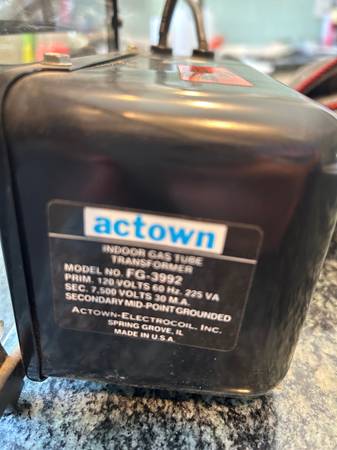 actown
INDOOR GAS TUBE
TRANSFORMER
MODEL NO. FG-3992
PRIM. 120 VOLTS 60 Hz. 225 VA
SEC. 7,500 VOLTS 30 M.A.
SECONDARY MID-POINT GROUNDED
ACTOWN-ELECTROCOIL, INC.
SPRING GROVE, IL
MADE IN U.S.A.